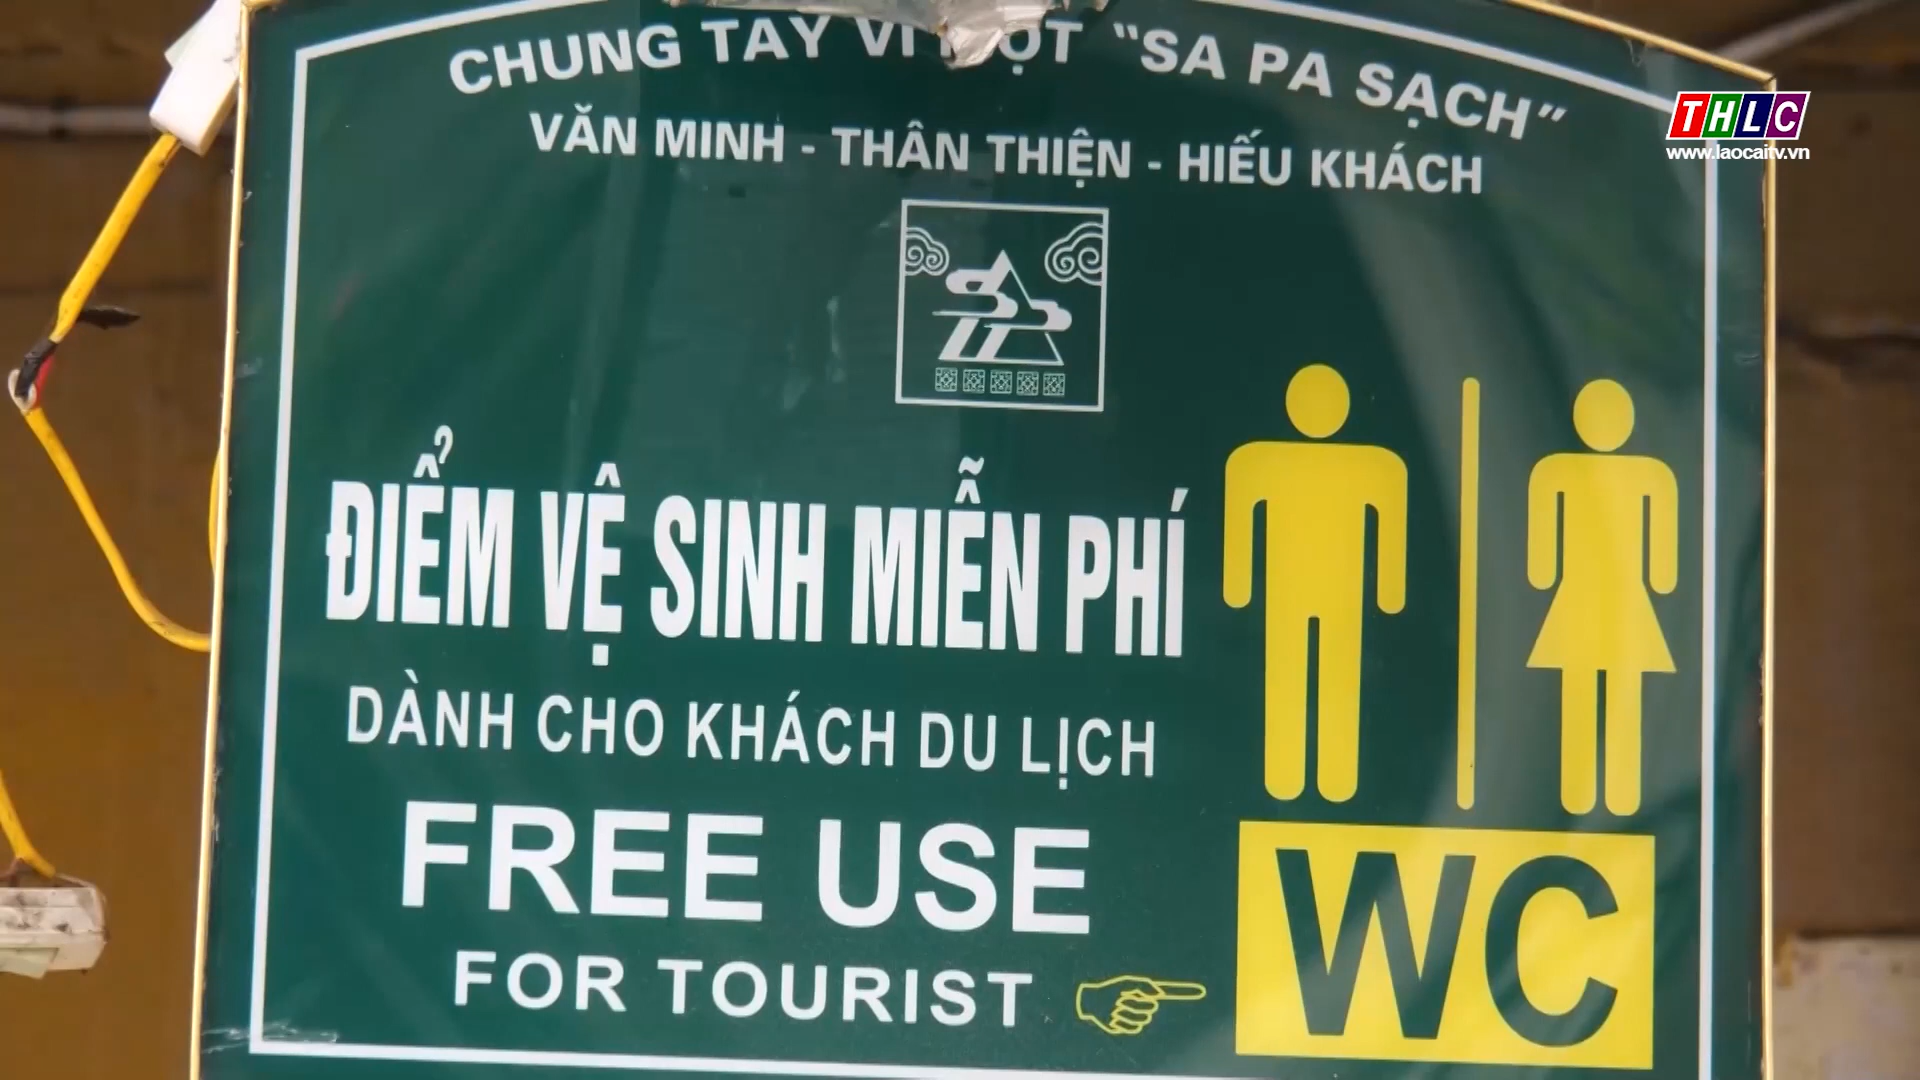 CHUNG TAY VÌ MỘT “SA PA SẠCH”
VĂN MINH - THÂN THIỆN - HIẾU KHÁCH
ĐIỂM VỆ SINH MIỄN PHÍ
DÀNH CHO KHÁCH DU LỊCH
FREE USE
FOR TOURIST
WC
THLC
www.laocaitv.vn